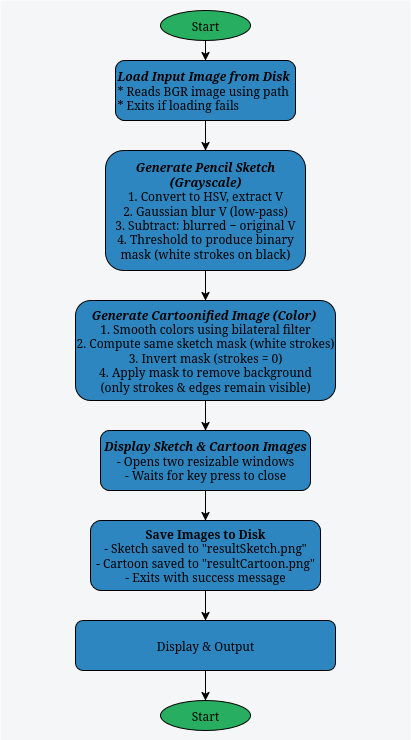 Start
Load Input Image from Disk
* Reads BGR image using path
* Exits if loading fails
Generate Pencil Sketch
(Grayscale)
1. Convert to HSV, extract V
2. Gaussian blur V (low-pass)
3. Subtract: blurred − original V
4. Threshold to produce binary
mask (white strokes on black)
Generate Cartoonified Image (Color)
1. Smooth colors using bilateral filter
2. Compute same sketch mask (white strokes)
3. Invert mask (strokes = 0)
4. Apply mask to remove background
(only strokes & edges remain visible)
Display Sketch & Cartoon Images
- Opens two resizable windows
- Waits for key press to close
Save Images to Disk
- Sketch saved to "resultSketch.png"
- Cartoon saved to "resultCartoon.png"
- Exits with success message
Display & Output
Start